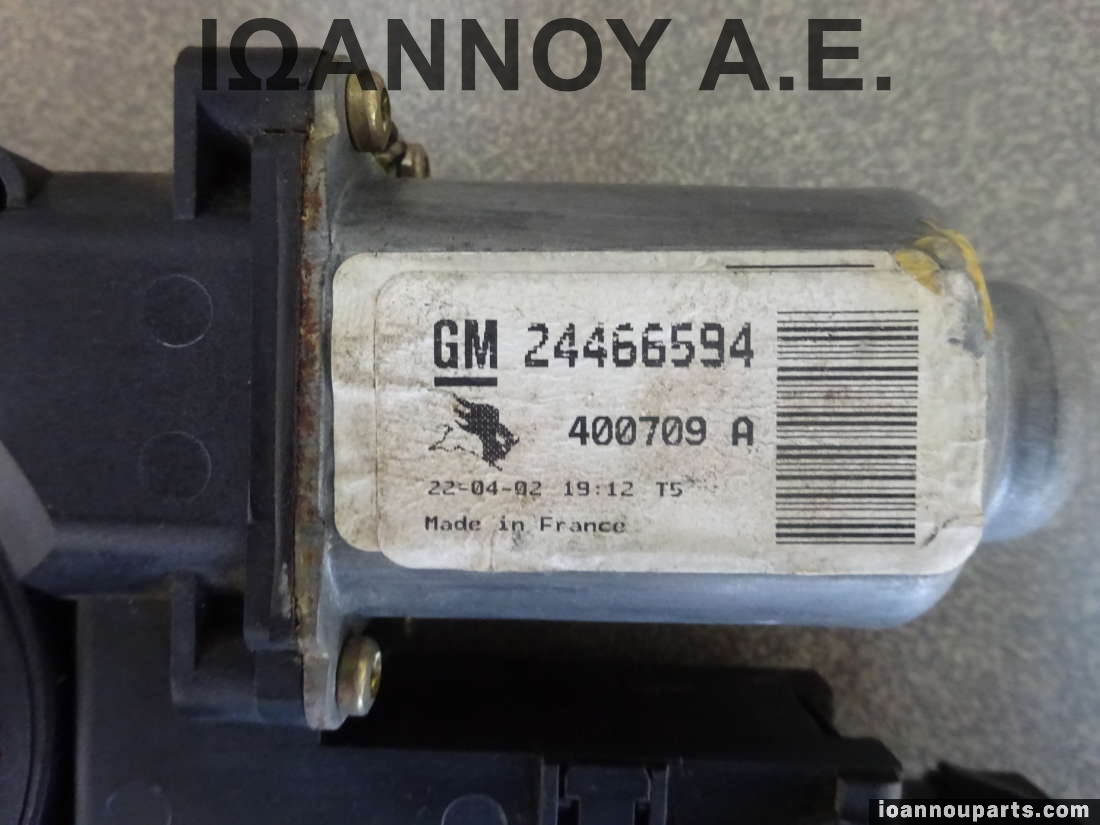 ΙΩΑΝΝΟΥ Α.Ε.
GM 24466594
400709 A
22-04-02 19:12 T5
Made in France
ioannouparts.com